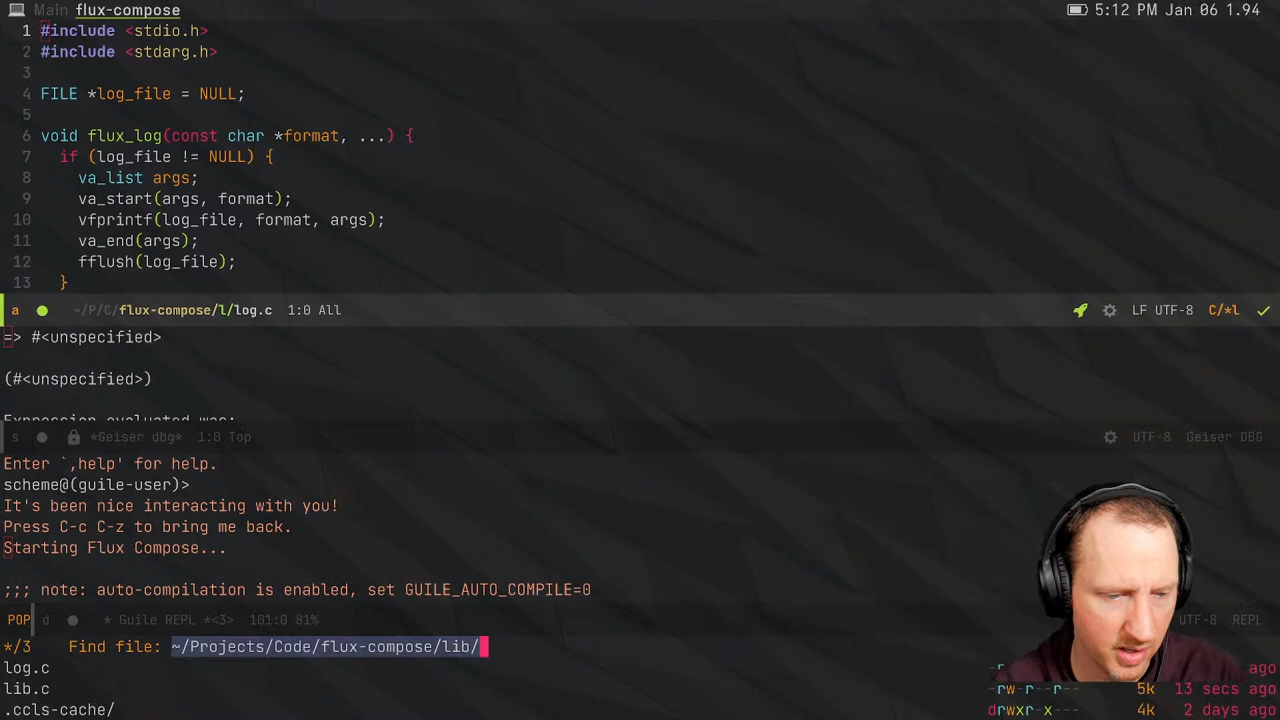 Main flux-compose 5:12 PM Jan 06 1.94
1 #include <stdio.h>
2 #include <stdarg.h>
3
4 FILE *log_file = NULL;
5
6 void flux_log(const char *format, ...) {
7 if (log_file != NULL) {
8 va_list args;
9 va_start(args, format);
10 vfprintf(log_file, format, args);
11 va_end(args);
12 fflush(log_file);
13 }
a ~/P/C/flux-compose/l/log.c 1:0 All LF UTF-8 C/*l
=> #<unspecified>
(#<unspecified>)
Expression evaluated was:
s *Geiser dbg* 1:0 Top UTF-8 Geiser DBG
Enter `,help' for help.
scheme@(guile-user)>
It's been nice interacting with you!
Press C-c C-z to bring me back.
Starting Flux Compose...
;;; note: auto-compilation is enabled, set GUILE_AUTO_COMPILE=0
POP d * Guile REPL *<3> 101:0 81% UTF-8 REPL
*/3 Find file: ~/Projects/Code/flux-compose/lib/
log.c -r ago
lib.c -rw-r--r-- 5k 13 secs ago
.ccls-cache/ drwxr-x--- 4k 2 days ago